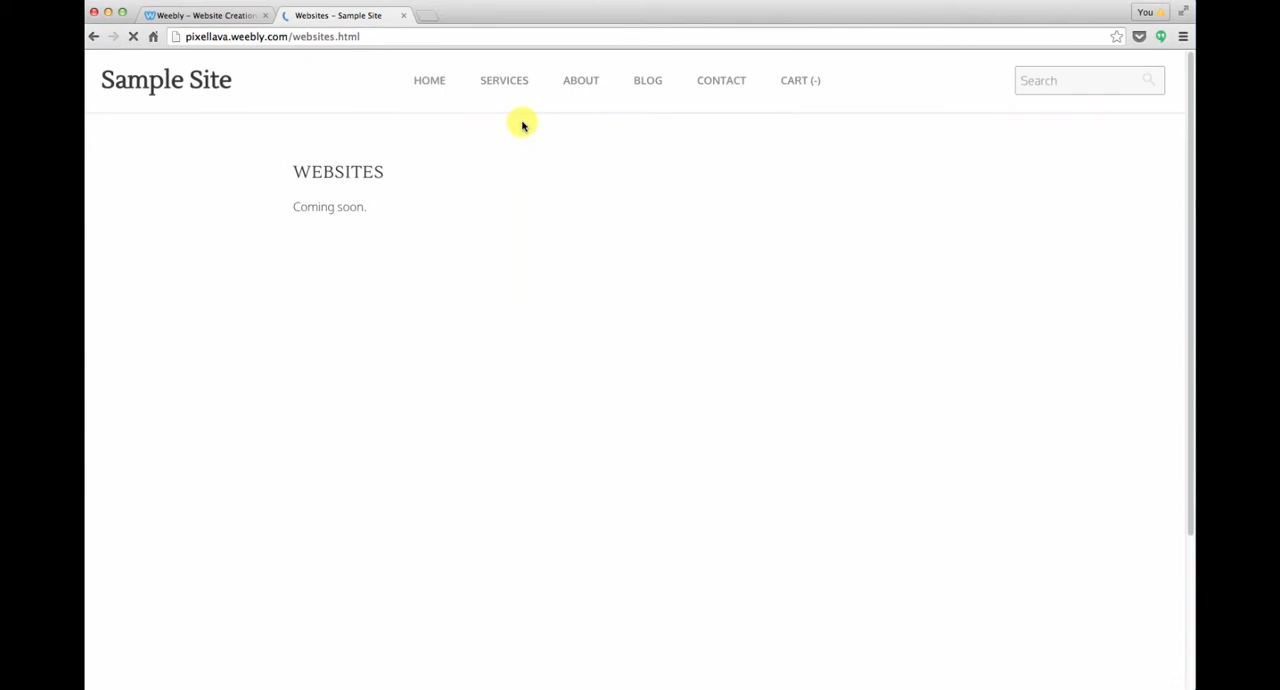 Weebly – Website Creation
Websites – Sample Site
You
pixellava.weebly.com/websites.html
Sample Site
HOME
SERVICES
ABOUT
BLOG
CONTACT
CART (-)
Search
WEBSITES
Coming soon.